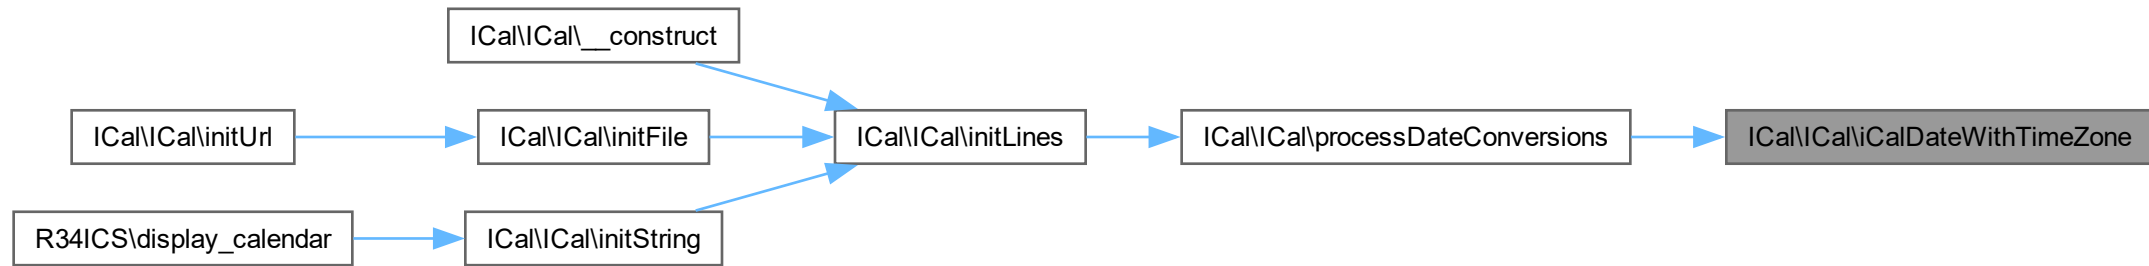 ICal\ICal\__construct
ICal\ICal\initUrl
ICal\ICal\initFile
ICal\ICal\initLines
ICal\ICal\processDateConversions
ICal\ICal\iCalDateWithTimeZone
R34ICS\display_calendar
ICal\ICal\initString